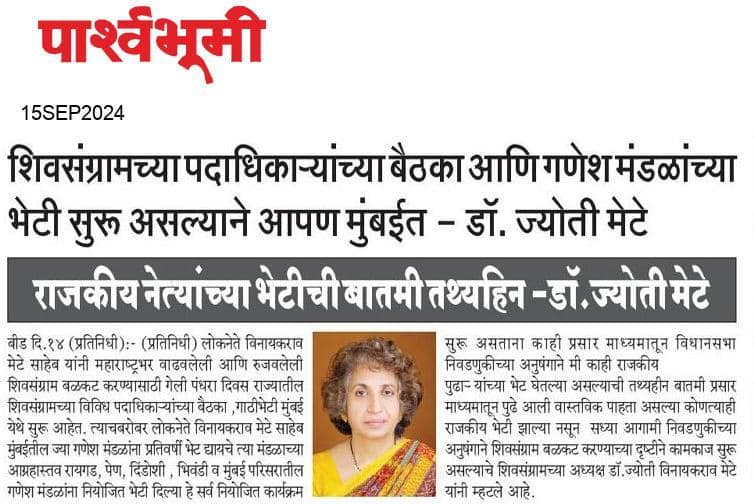 पार्श्वभूमी
15SEP2024
शिवसंग्रामच्या पदाधिकाऱ्यांच्या बैठका आणि गणेश मंडळांच्या
भेटी सुरू असल्याने आपण मुंबईत – डॉ. ज्योती मेटे
राजकीय नेत्यांच्या भेटीची बातमी तथ्यहिन -डॉ.ज्योती मेटे
बीड दि.१४ (प्रतिनिधी):- (प्रतिनिधी) लोकनेते विनायकराव
मेटे साहेब यांनी महाराष्ट्रभर वाढवलेली आणि रुजवलेली
शिवसंग्राम बळकट करण्यासाठी गेली पंधरा दिवस राज्यातील
शिवसंग्रामच्या विविध पदाधिकाऱ्यांच्या बैठका ,गाठीभेटी मुंबई
येथे सुरू आहेत. त्याचबरोबर लोकनेते विनायकराव मेटे साहेब
मुंबईतील ज्या गणेश मंडळांना प्रतिवर्षी भेट द्यायचे त्या मंडळाच्या
आग्रहास्तव रायगड, पेण, दिंडोशी , भिवंडी व मुंबई परिसरातील
गणेश मंडळांना नियोजित भेटी दिल्या हे सर्व नियोजित कार्यक्रम
सुरू असताना काही प्रसार माध्यमातून विधानसभा
निवडणुकीच्या अनुषंगाने मी काही राजकीय
पुढाऱ्यांच्या भेट घेतल्या असल्याची तथ्यहीन बातमी प्रसार
माध्यमातून पुढे आली वास्तविक पाहता असल्या कोणत्याही
राजकीय भेटी झाल्या नसून सध्या आगामी निवडणुकीच्या
अनुषंगाने शिवसंग्राम बळकट करण्याच्या दृष्टीने कामकाज सुरू
असल्याचे शिवसंग्रामच्या अध्यक्ष डॉ.ज्योती विनायकराव मेटे
यांनी म्हटले आहे.